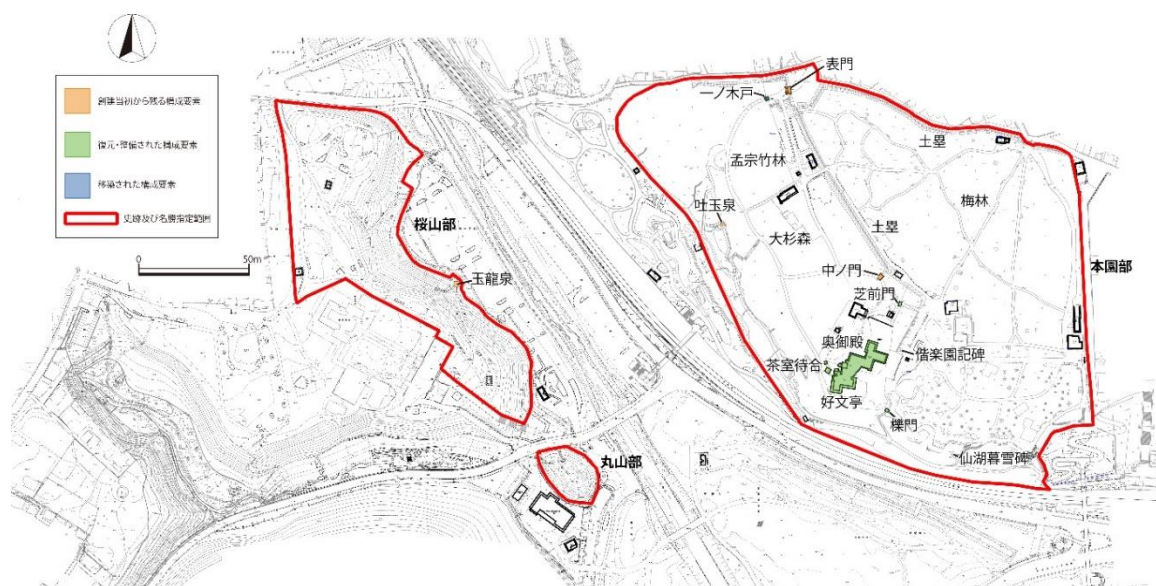 創建当初から残る構成要素
復元・整備された構成要素
移築された構成要素
史跡及び名勝指定範囲
0
50m
桜山部
玉龍泉
丸山部
表門
一ノ木戸
土塁
孟宗竹林
梅林
吐玉泉
大杉森
土塁
本園部
中ノ門
芝前門
奥御殿
偕楽園記碑
茶室待合
好文亭
櫟門
仙湖暮雪碑